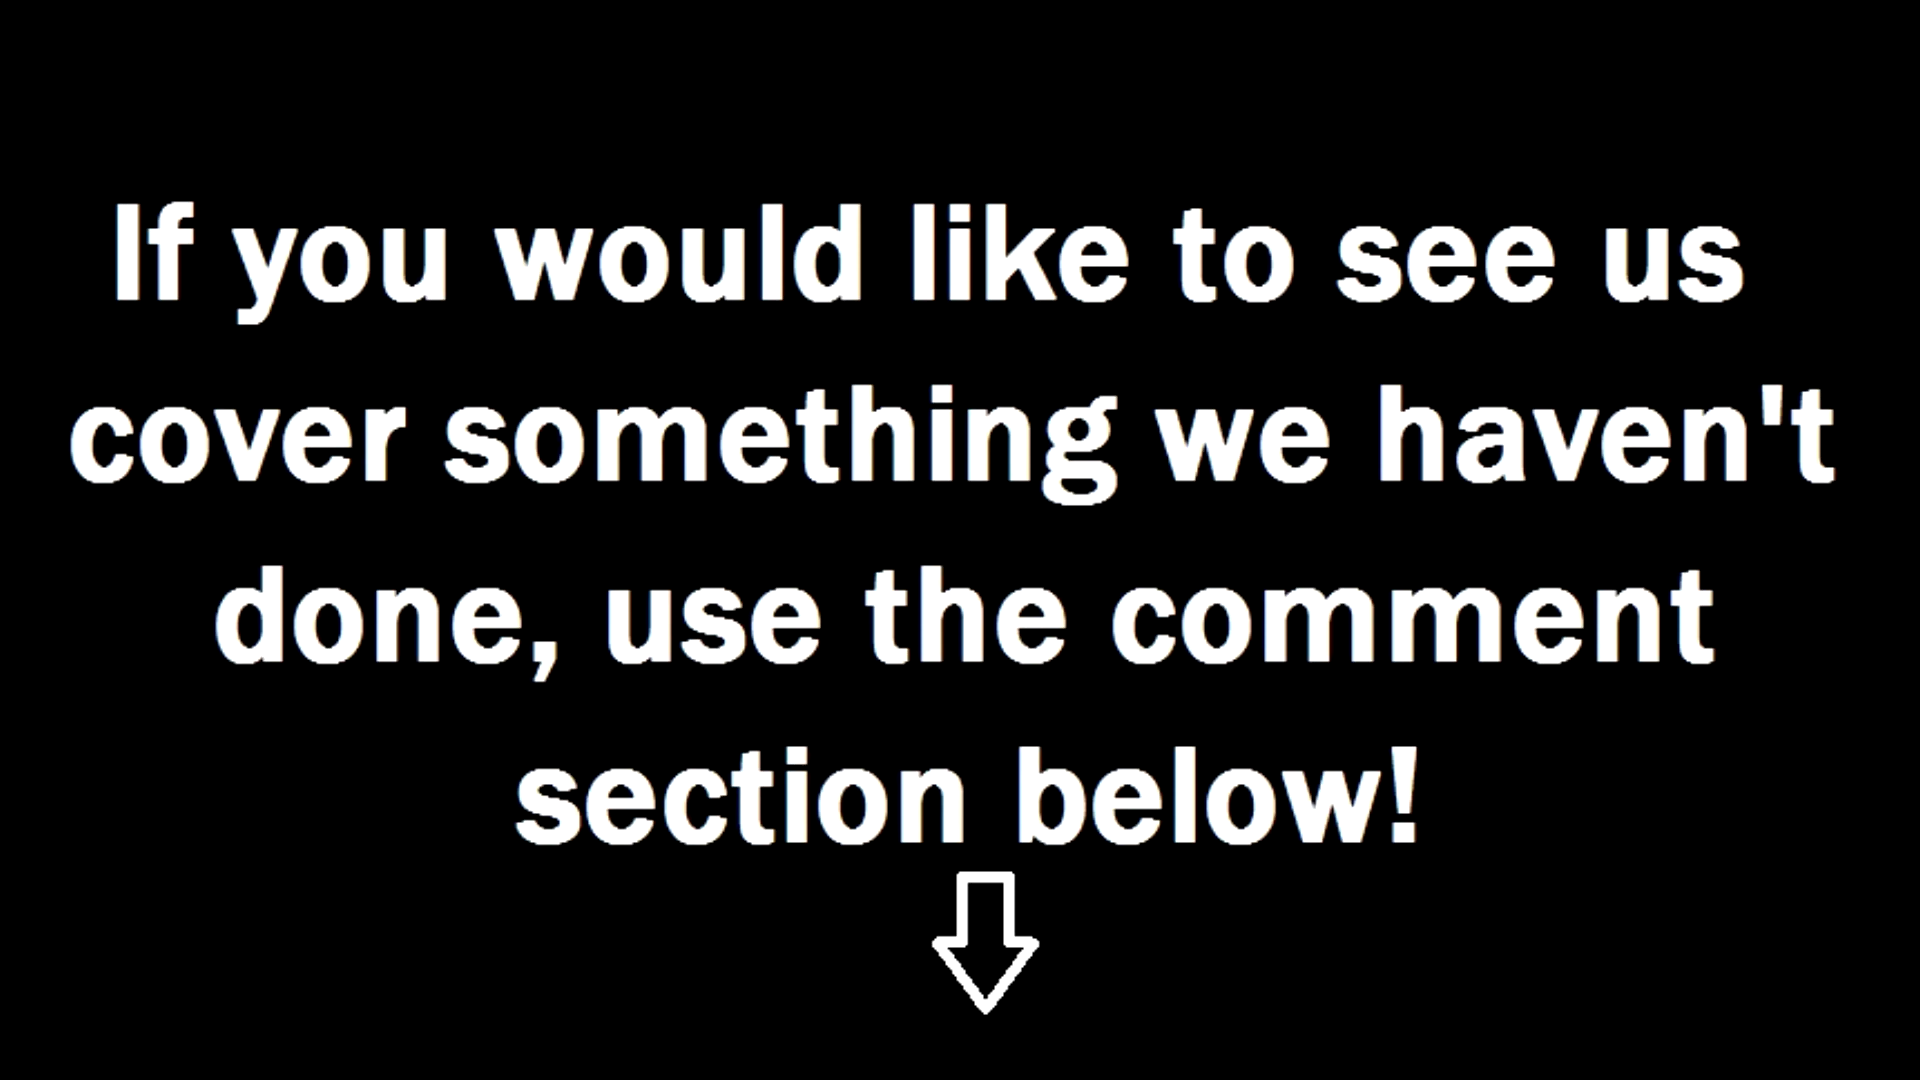 If you would like to see us
cover something we haven't
done, use the comment
section below!